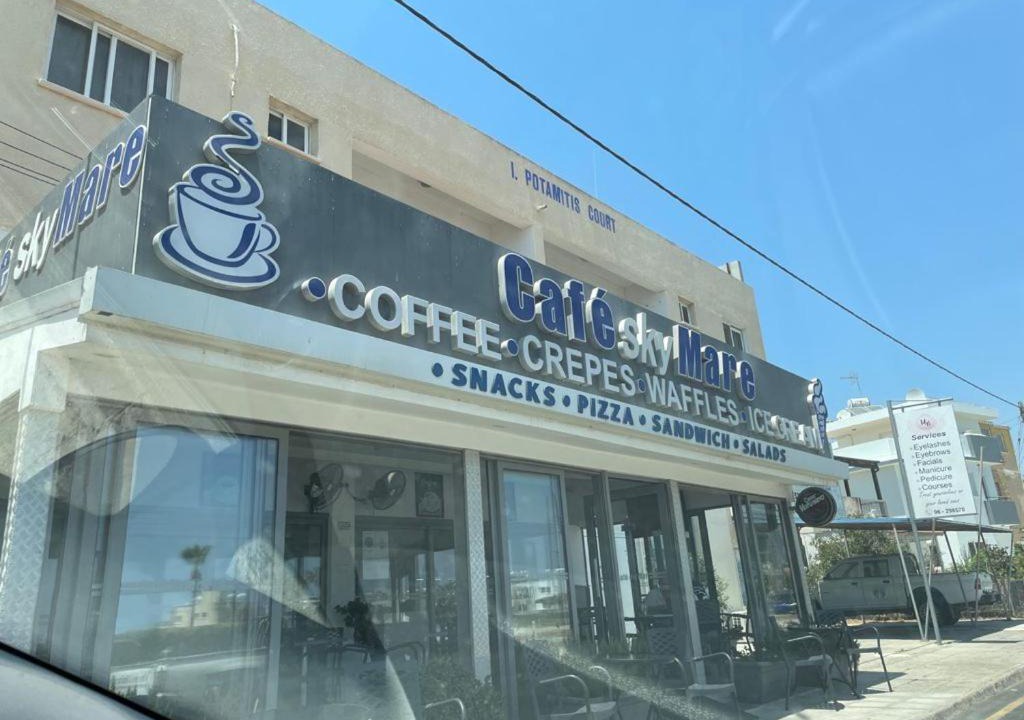 I. POTAMITIS COURT
é sky Mare
Café sky Mare
• COFFEE • CREPES • WAFFLES • ICE CREAM
• SNACKS • PIZZA • SANDWICH • SALADS
Services
Eyelashes
Eyebrows
Facials
Manicure
Pedicure
Courses